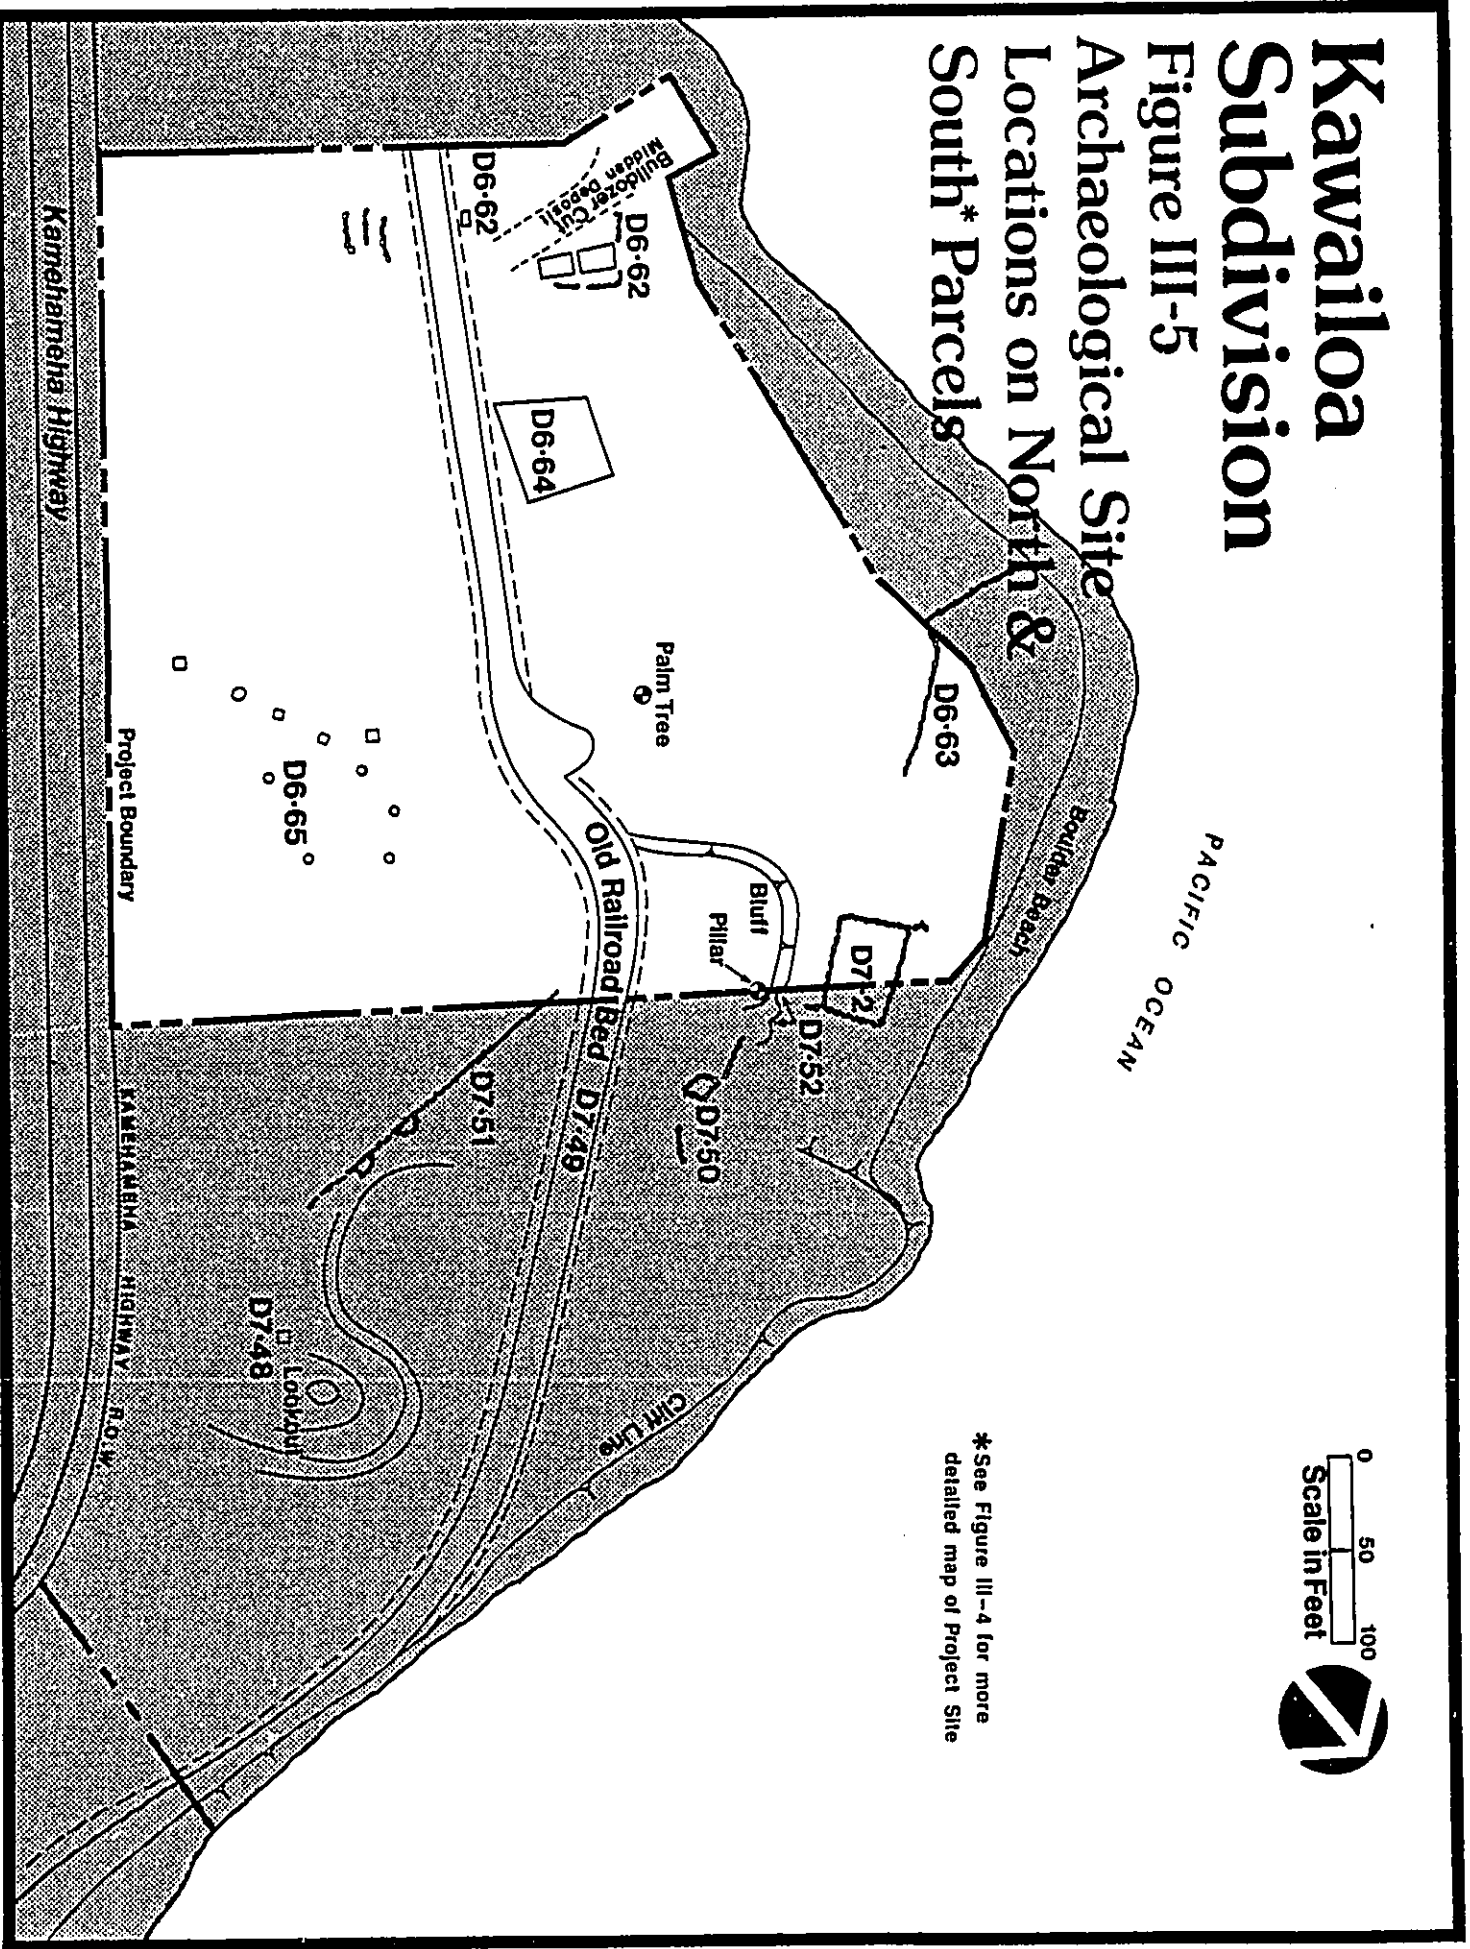 Kawailoa
Subdivision
Figure III-5
Archaeological Site
Locations on North &
South* Parcels
0 50 100
Scale in Feet
*See Figure III-4 for more
detailed map of Project Site
PACIFIC OCEAN
Boulder Beach
D6-63
D7-2
D7-52
Pillar
Bluff
Palm Tree
D7-50
Cliff Line
D6-62
Bulldozer Cut
Midden Deposit
D6-62
D6-64
Old Railroad Bed D7-49
D7-51
D6-65
Lookout
D7-48
Project Boundary
KAMEHAMEHA HIGHWAY R.O.W.
Kamehameha Highway